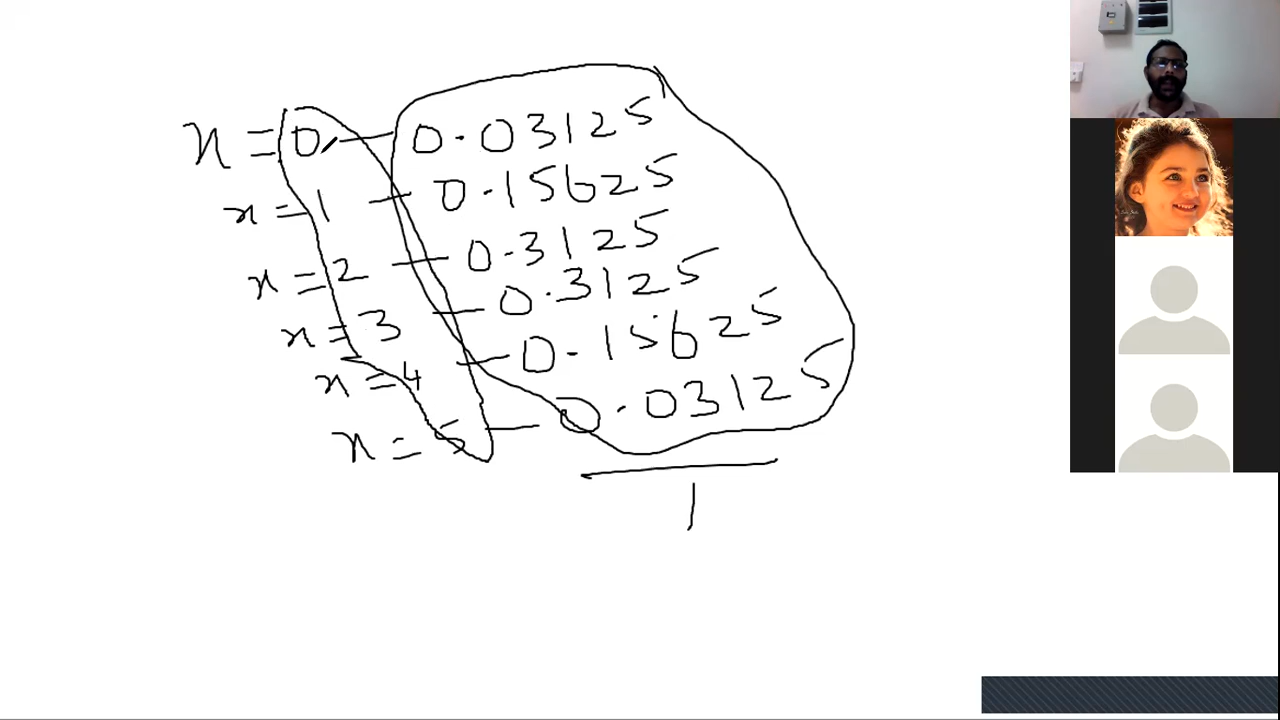 x = 0 — 0.03125
x = 1 — 0.15625
x = 2 — 0.3125
x = 3 — 0.3125
x = 4 — 0.15625
x = 5 — 0.03125
1